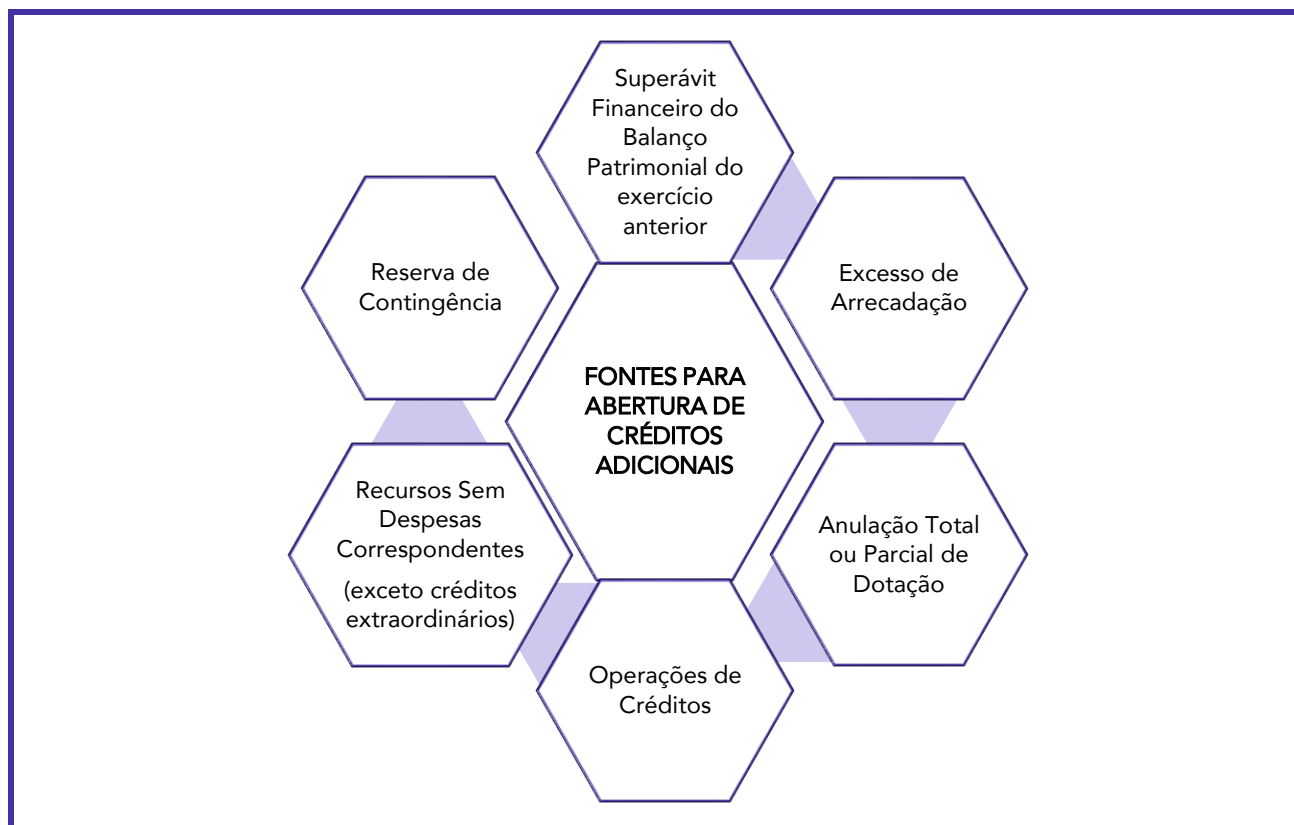 Superávit
Financeiro do
Balanço
Patrimonial do
exercício
anterior
Reserva de
Contingência
Excesso de
Arrecadação
FONTES PARA
ABERTURA DE
CRÉDITOS
ADICIONAIS
Recursos Sem
Despesas
Correspondentes
(exceto créditos
extraordinários)
Anulação Total
ou Parcial de
Dotação
Operações de
Créditos